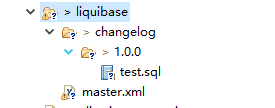 > liquibase
> changelog
> 1.0.0
test.sql
master.xml